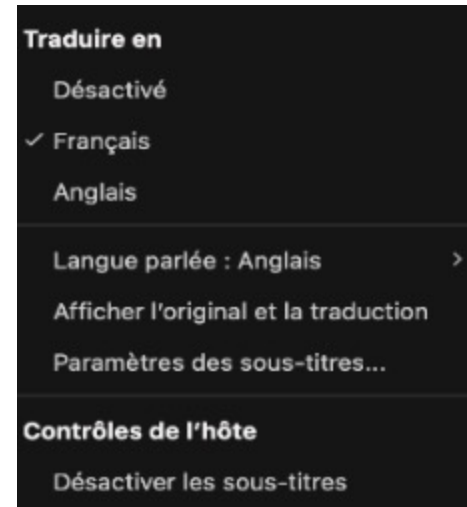 Traduire en
Désactivé
Français
Anglais
Langue parlée : Anglais
Afficher l'original et la traduction
Paramètres des sous-titres...
Contrôles de l'hôte
Désactiver les sous-titres